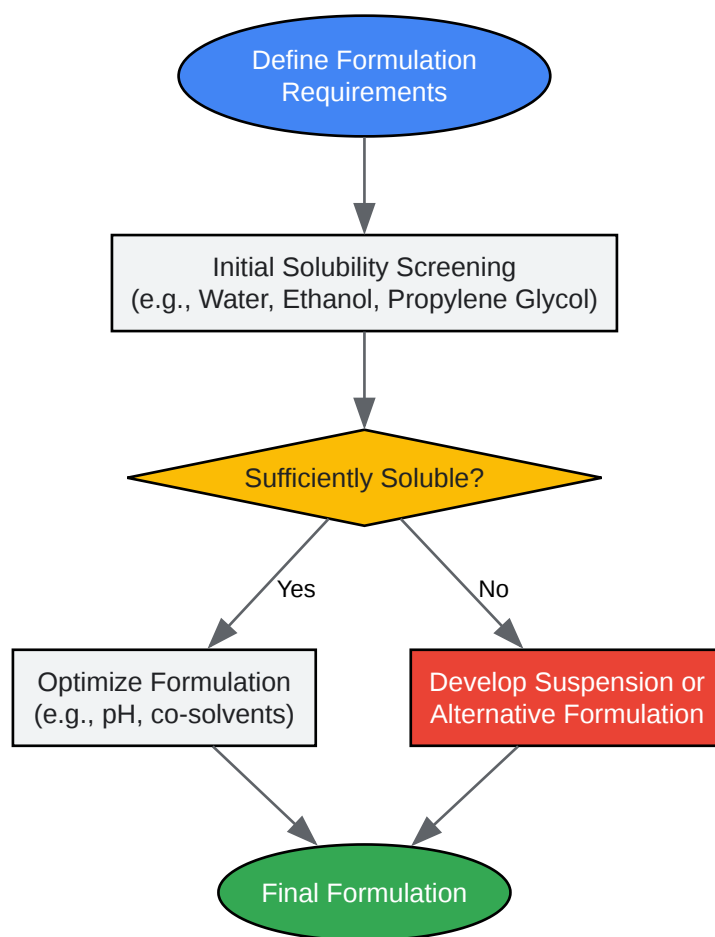 Define Formulation
Requirements
Initial Solubility Screening
(e.g., Water, Ethanol, Propylene Glycol)
Sufficiently Soluble?
Yes
No
Optimize Formulation
(e.g., pH, co-solvents)
Develop Suspension or
Alternative Formulation
Final Formulation